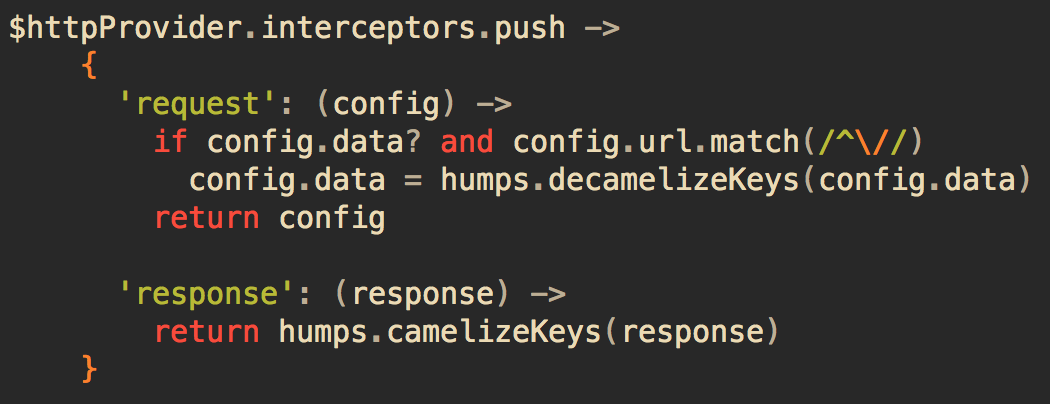 $httpProvider.interceptors.push ->
    {
      'request': (config) ->
        if config.data? and config.url.match(/^\//)
          config.data = humps.decamelizeKeys(config.data)
        return config

      'response': (response) ->
        return humps.camelizeKeys(response)
    }